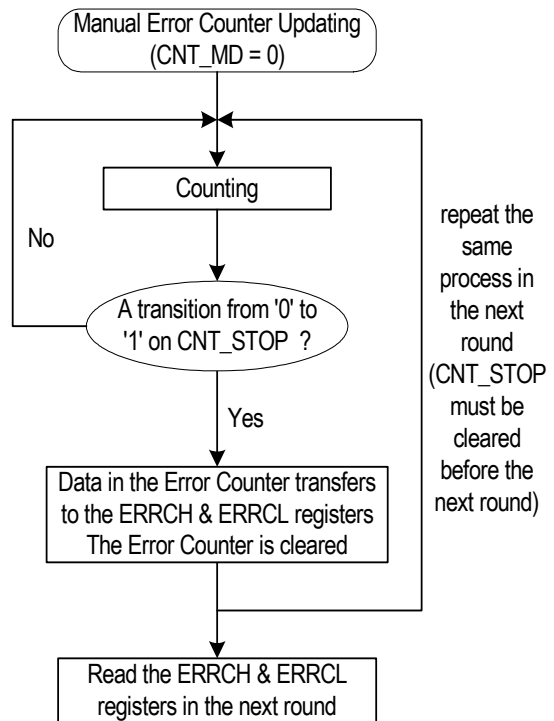 Manual Error Counter Updating
(CNT_MD = 0)
Counting
No
A transition from '0' to
'1' on CNT_STOP  ?
Yes
repeat the
same
process in
the next
round
(CNT_STOP
must be
cleared
before the
next round)
Data in the Error Counter transfers
to the ERRCH & ERRCL registers
The Error Counter is cleared
Read the ERRCH & ERRCL
registers in the next round